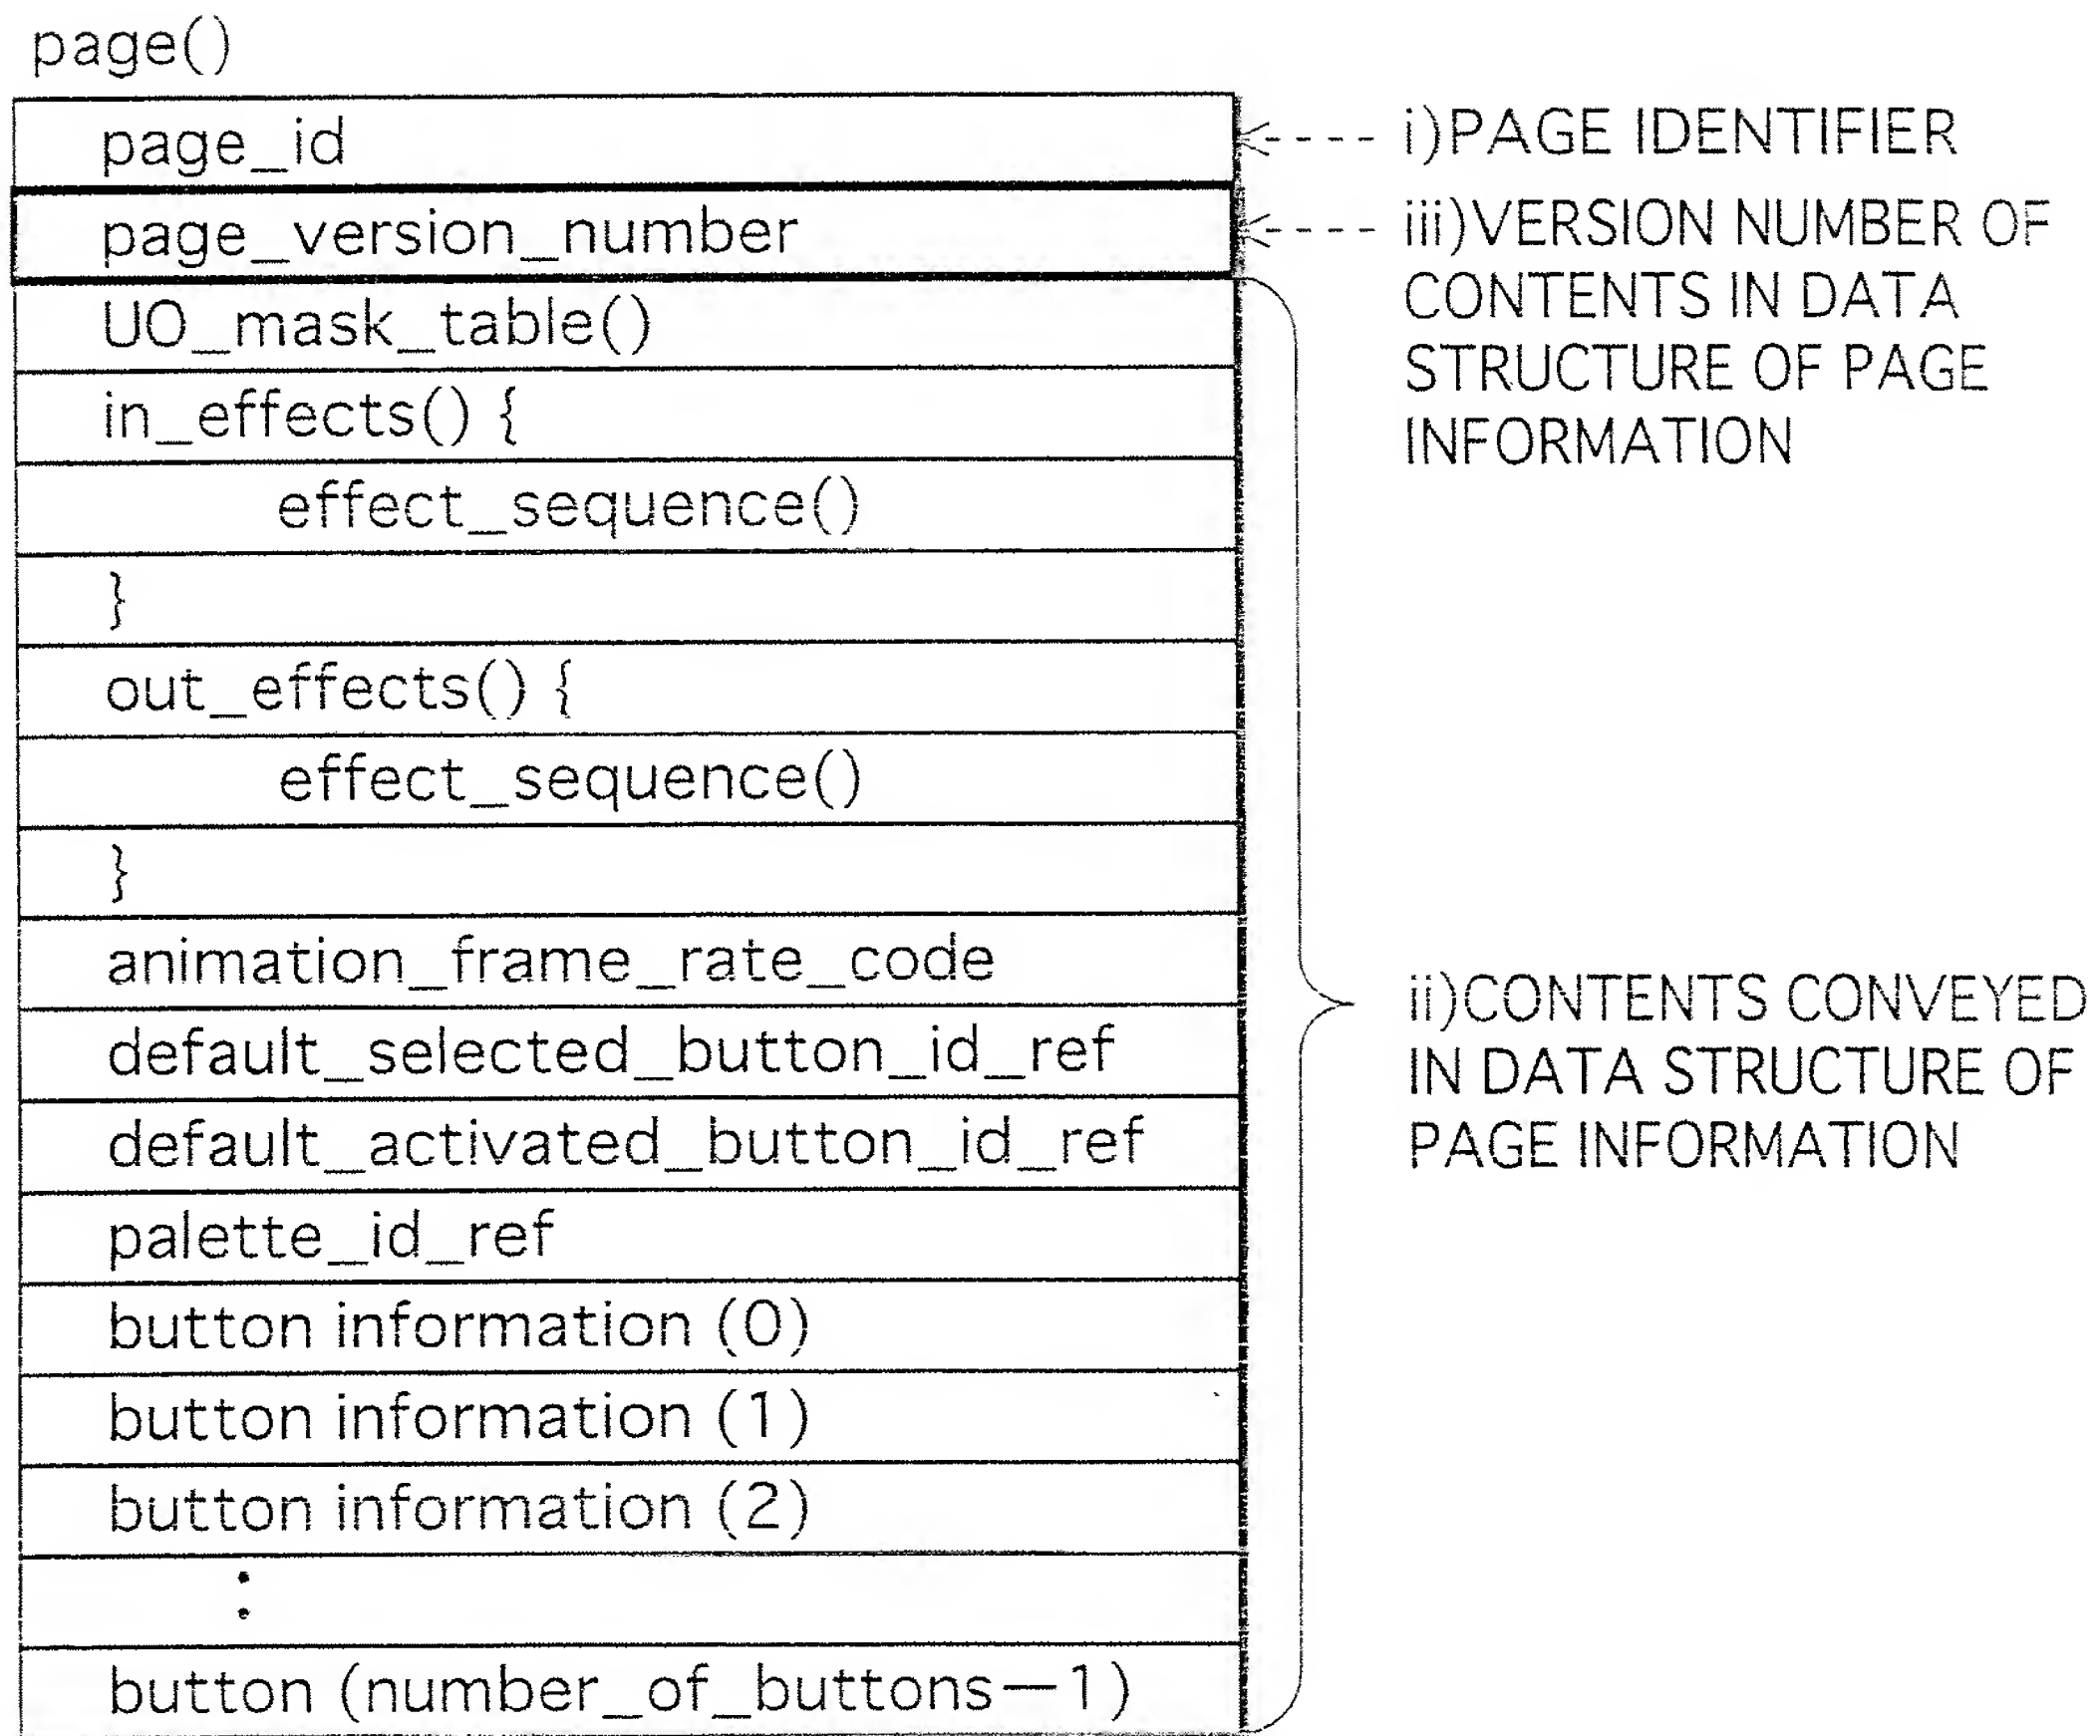 page()
page_id
i)PAGE IDENTIFIER
page_version_number
iii)VERSION NUMBER OF
CONTENTS IN DATA
STRUCTURE OF PAGE
INFORMATION
UO_mask_table()
in_effects() {
effect_sequence()
}
out_effects() {
effect_sequence()
}
animation_frame_rate_code
default_selected_button_id_ref
default_activated_button_id_ref
palette_id_ref
button information (0)
button information (1)
button information (2)
:
button (number_of_buttons—1)
ii)CONTENTS CONVEYED
IN DATA STRUCTURE OF
PAGE INFORMATION